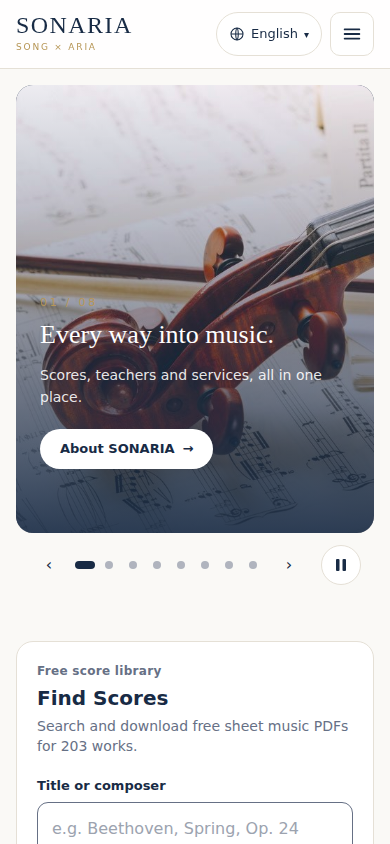 SONARIA
SONG × ARIA
English ▾
Partita II
Every way into music.
Scores, teachers and services, all in one
place.
About SONARIA →
‹
›
Free score library
Find Scores
Search and download free sheet music PDFs
for 203 works.
Title or composer
e.g. Beethoven, Spring, Op. 24